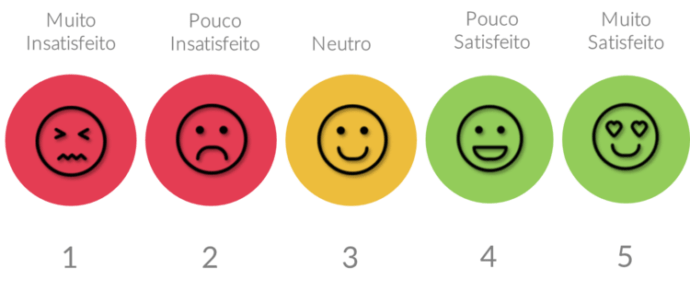 Muito
Insatisfeito
Pouco
Insatisfeito
Neutro
Pouco
Satisfeito
Muito
Satisfeito
1
2
3
4
5